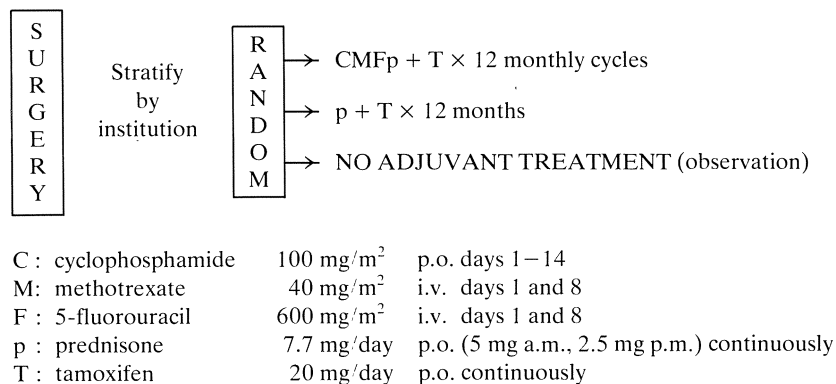 SURGERY
Stratify
by
institution
RANDOM
CMFp + T × 12 monthly cycles
p + T × 12 months
NO ADJUVANT TREATMENT (observation)
C : cyclophosphamide 100 mg/m² p.o. days 1–14
M: methotrexate 40 mg/m² i.v. days 1 and 8
F : 5-fluorouracil 600 mg/m² i.v. days 1 and 8
p : prednisone 7.7 mg/day p.o. (5 mg a.m., 2.5 mg p.m.) continuously
T : tamoxifen 20 mg/day p.o. continuously